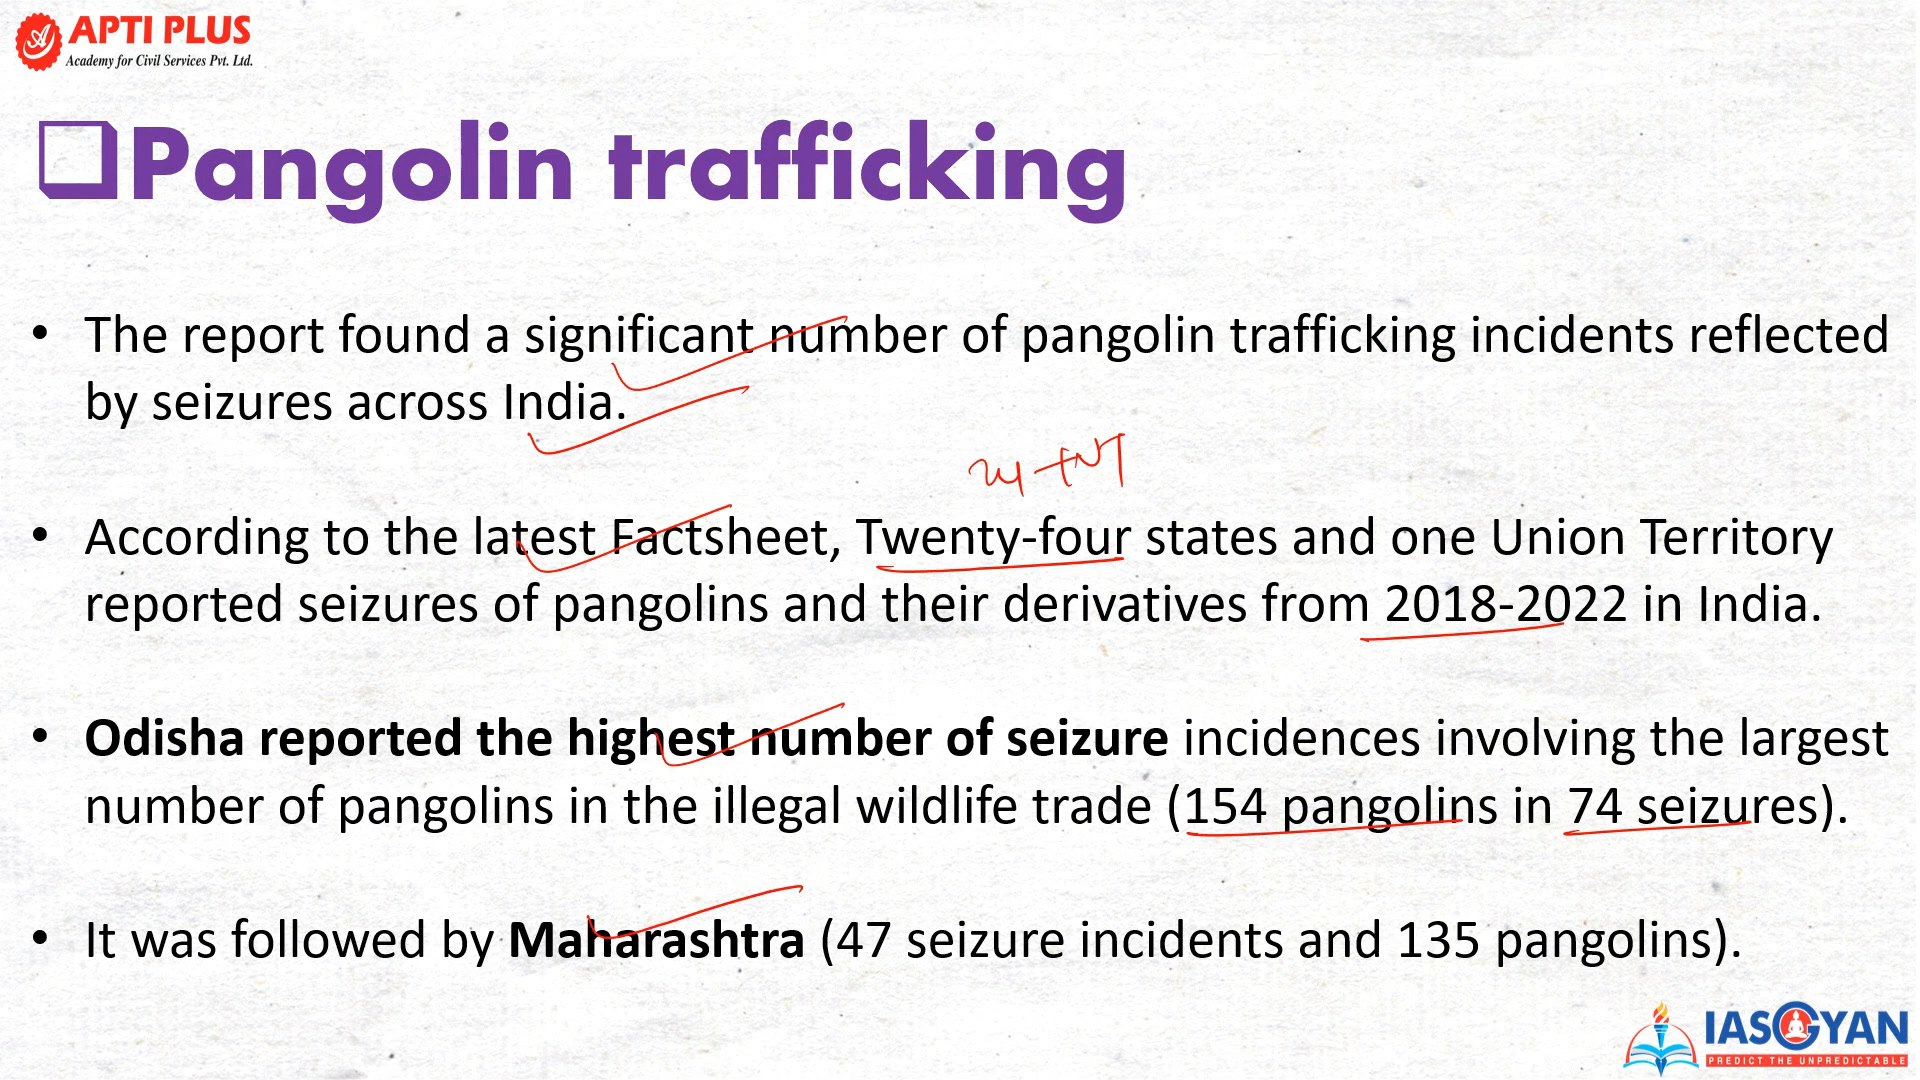 APTI PLUS
Academy for Civil Services Pvt. Ltd.
❑Pangolin trafficking
• The report found a significant number of pangolin trafficking incidents reflected
by seizures across India.
• According to the latest Factsheet, Twenty-four states and one Union Territory
reported seizures of pangolins and their derivatives from 2018-2022 in India.
• Odisha reported the highest number of seizure incidences involving the largest
number of pangolins in the illegal wildlife trade (154 pangolins in 74 seizures).
• It was followed by Maharashtra (47 seizure incidents and 135 pangolins).
IASGYAN
PREDICT THE UNPREDICTABLE